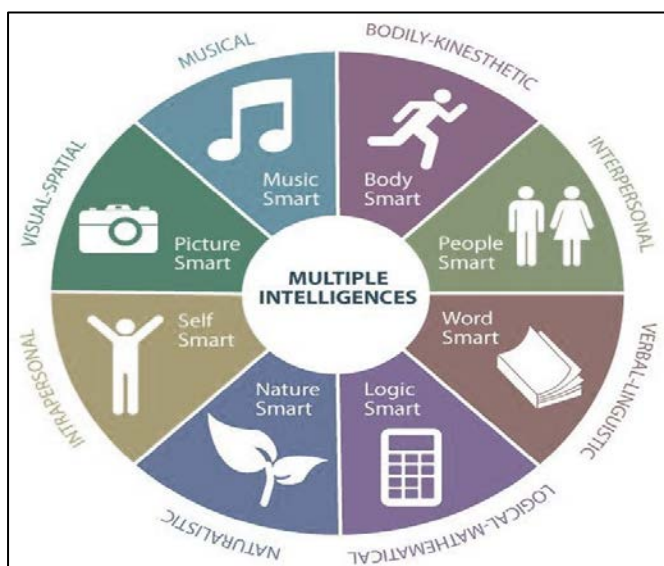 MUSICAL
BODILY-KINESTHETIC
INTERPERSONAL
VERBAL-LINGUISTIC
LOGICAL-MATHEMATICAL
NATURALISTIC
INTRAPERSONAL
VISUAL-SPATIAL
Music
Smart
Body
Smart
People
Smart
Word
Smart
Logic
Smart
Nature
Smart
Self
Smart
Picture
Smart
MULTIPLE
INTELLIGENCES